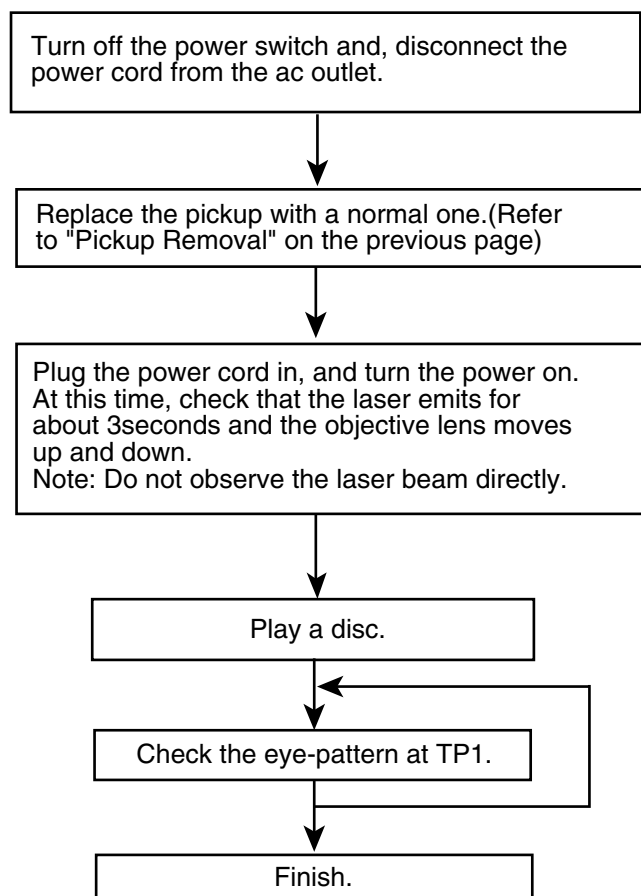 Turn off the power switch and, disconnect the
power cord from the ac outlet.
Replace the pickup with a normal one.(Refer
to "Pickup Removal" on the previous page)
Plug the power cord in, and turn the power on.
At this time, check that the laser emits for
about 3seconds and the objective lens moves
up and down.
Note: Do not observe the laser beam directly.
Play a disc.
Check the eye-pattern at TP1.
Finish.